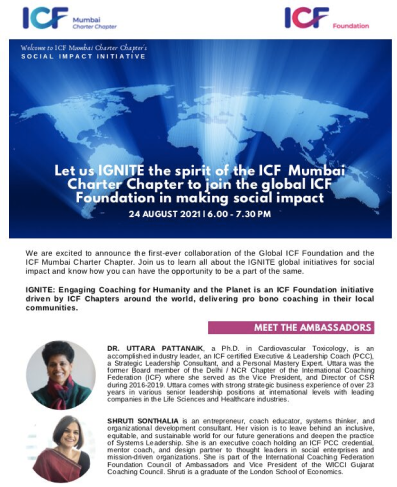 ICF Mumbai
Charter Chapter
ICF Foundation
Welcome to ICF Mumbai Charter Chapter's
SOCIAL IMPACT INITIATIVE
Let us IGNITE the spirit of the ICF Mumbai
Charter Chapter to join the global ICF
Foundation in making social impact
24 AUGUST 2021 I 6.00 - 7.30 PM
We are excited to announce the first-ever collaboration of the Global ICF Foundation and the
ICF Mumbai Charter Chapter. Join us to learn all about the IGNITE global initiatives for social
impact and know how you can have the opportunity to be a part of the same.
IGNITE: Engaging Coaching for Humanity and the Planet is an ICF Foundation initiative
driven by ICF Chapters around the world, delivering pro bono coaching in their local
communities.
MEET THE AMBASSADORS
DR. UTTARA PATTANAIK, a Ph.D. in Cardiovascular Toxicology, is an
accomplished industry leader, an ICF certified Executive & Leadership Coach (PCC),
a Strategic Leadership Consultant, and a Personal Mastery Expert. Uttara was the
former Board member of the Delhi / NCR Chapter of the International Coaching
Federation (ICF) where she served as the Vice President, and Director of CSR
during 2016-2019. Uttara comes with strong strategic business experience of over 23
years in various senior leadership positions at international levels with leading
companies in the Life Sciences and Healthcare industries.
SHRUTI SONTHALIA is an entrepreneur, coach educator, systems thinker, and
organizational development consultant. Her vision is to leave behind an inclusive,
equitable, and sustainable world for our future generations and deepen the practice
of Systems Leadership. She is an executive coach holding an ICF PCC credential,
mentor coach, and design partner to thought leaders in social enterprises and
mission-driven organizations. She is part of the International Coaching Federation
Foundation Council of Ambassadors and Vice President of the WICCI Gujarat
Coaching Council. Shruti is a graduate of the London School of Economics.